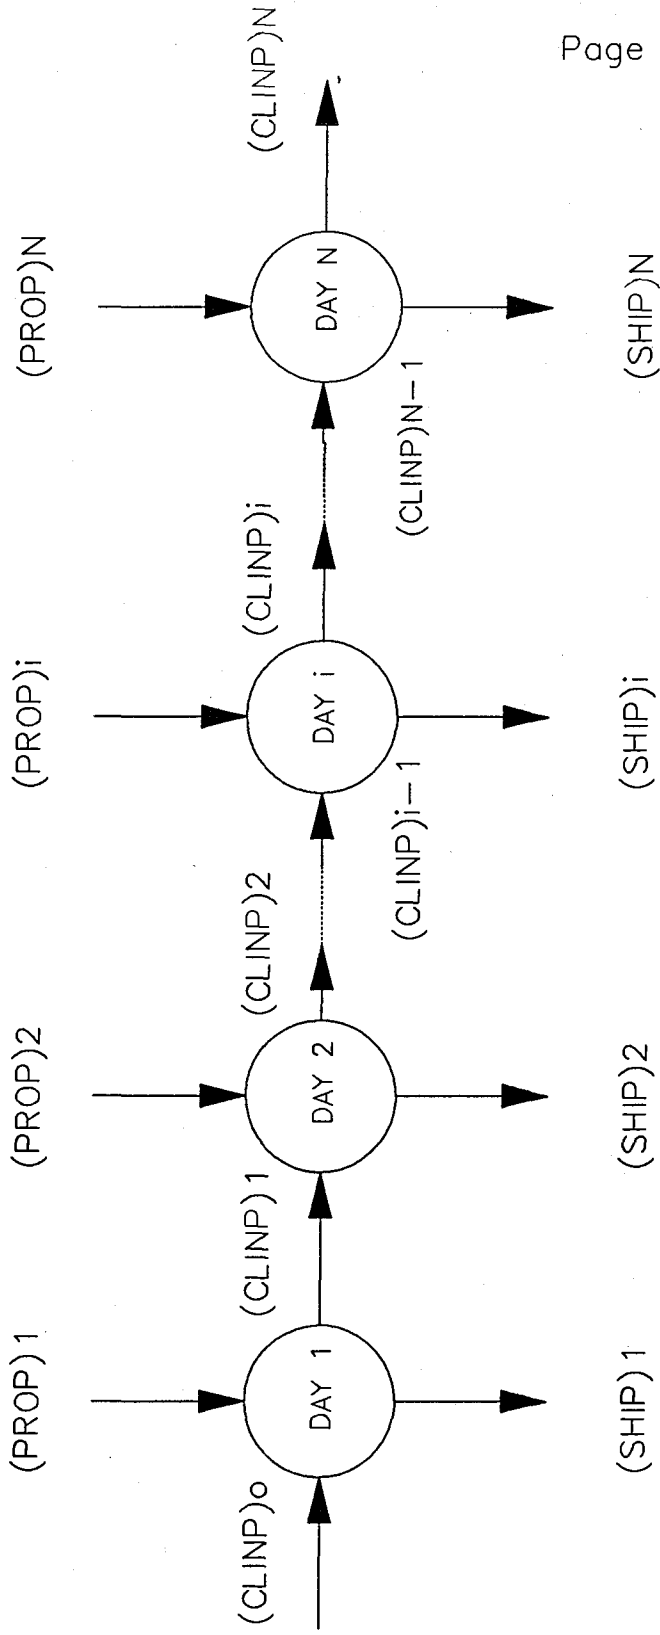 Page
(PROP)1
(PROP)2
(PROP)i
(PROP)N
(CLINP)o
(CLINP)1
(CLINP)2
(CLINP)i
(CLINP)N
DAY 1
DAY 2
DAY i
DAY N
(CLINP)i-1
(CLINP)N-1
(SHIP)1
(SHIP)2
(SHIP)i
(SHIP)N